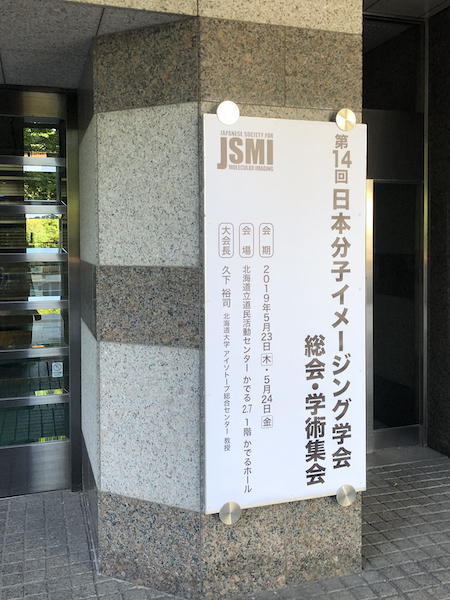 JAPANESE SOCIETY FOR
JSMI
MOLECULAR IMAGING
第14回 日本分子イメージング学会
総会・学術集会
会期 2019年5月23日(木)・5月24日(金)
会場 北海道立道民活動センター かでる2.7 1階 かでるホール
大会長 久下 裕司 北海道大学 アイソトープ総合センター 教授